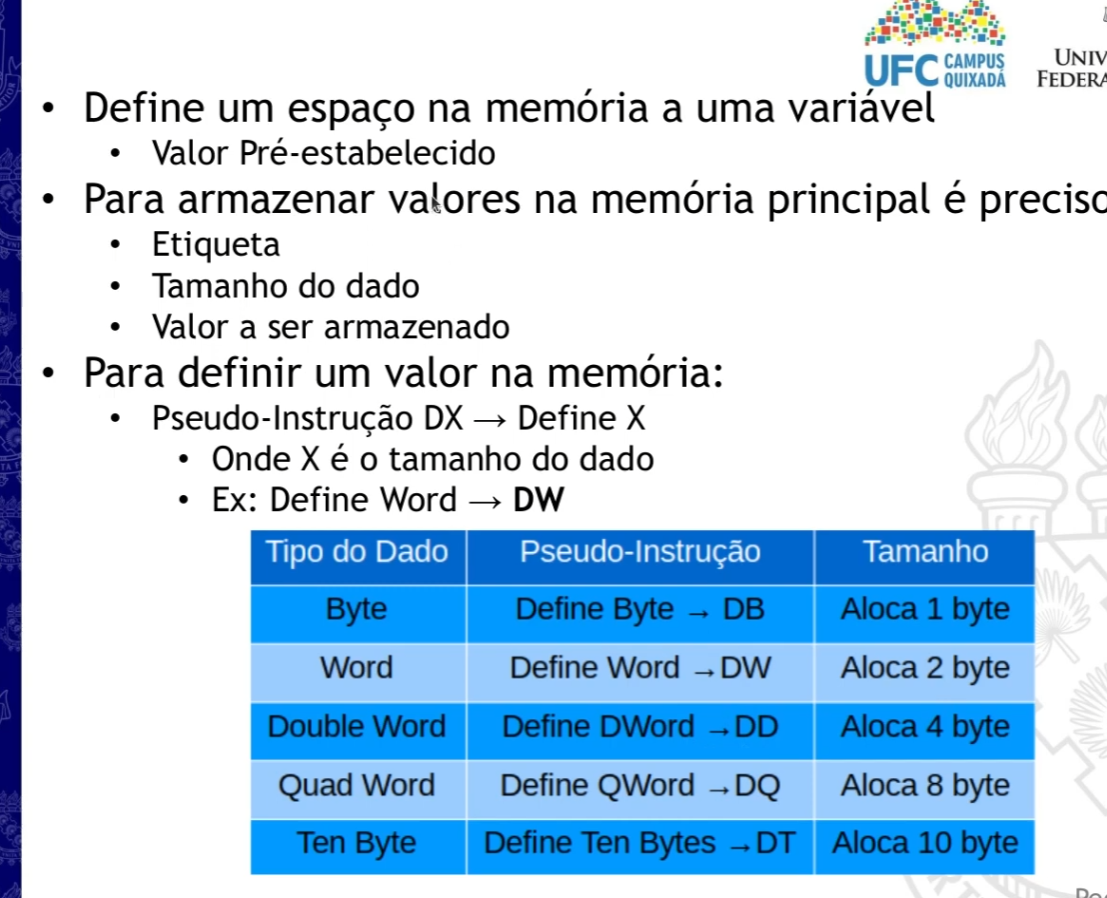 UFC CAMPUS
QUIXADÁ
• Define um espaço na memória a uma variável
• Valor Pré-estabelecido
• Para armazenar valores na memória principal é preciso
• Etiqueta
• Tamanho do dado
• Valor a ser armazenado
• Para definir um valor na memória:
• Pseudo-Instrução DX → Define X
• Onde X é o tamanho do dado
• Ex: Define Word → DW
Tipo do Dado Pseudo-Instrução Tamanho
Byte Define Byte → DB Aloca 1 byte
Word Define Word →DW Aloca 2 byte
Double Word Define DWord →DD Aloca 4 byte
Quad Word Define QWord →DQ Aloca 8 byte
Ten Byte Define Ten Bytes →DT Aloca 10 byte